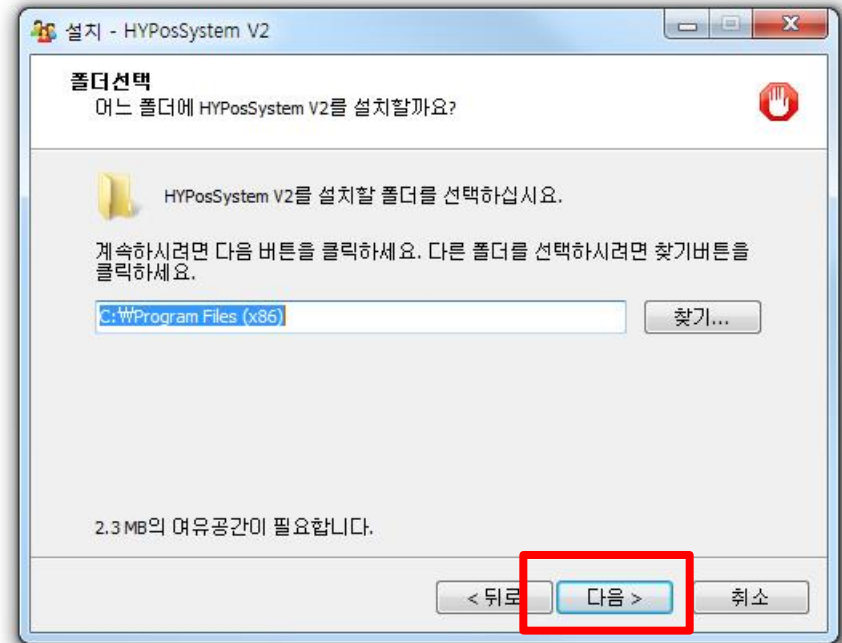 설치 - HYPosSystem V2
폴더선택
어느 폴더에 HYPosSystem V2를 설치할까요?
HYPosSystem V2를 설치할 폴더를 선택하십시요.
계속하시려면 다음 버튼을 클릭하세요. 다른 폴더를 선택하시려면 찾기버튼을
클릭하세요.
C:₩Program Files (x86)
찾기...
2.3 MB의 여유공간이 필요합니다.
< 뒤로
다음 >
취소